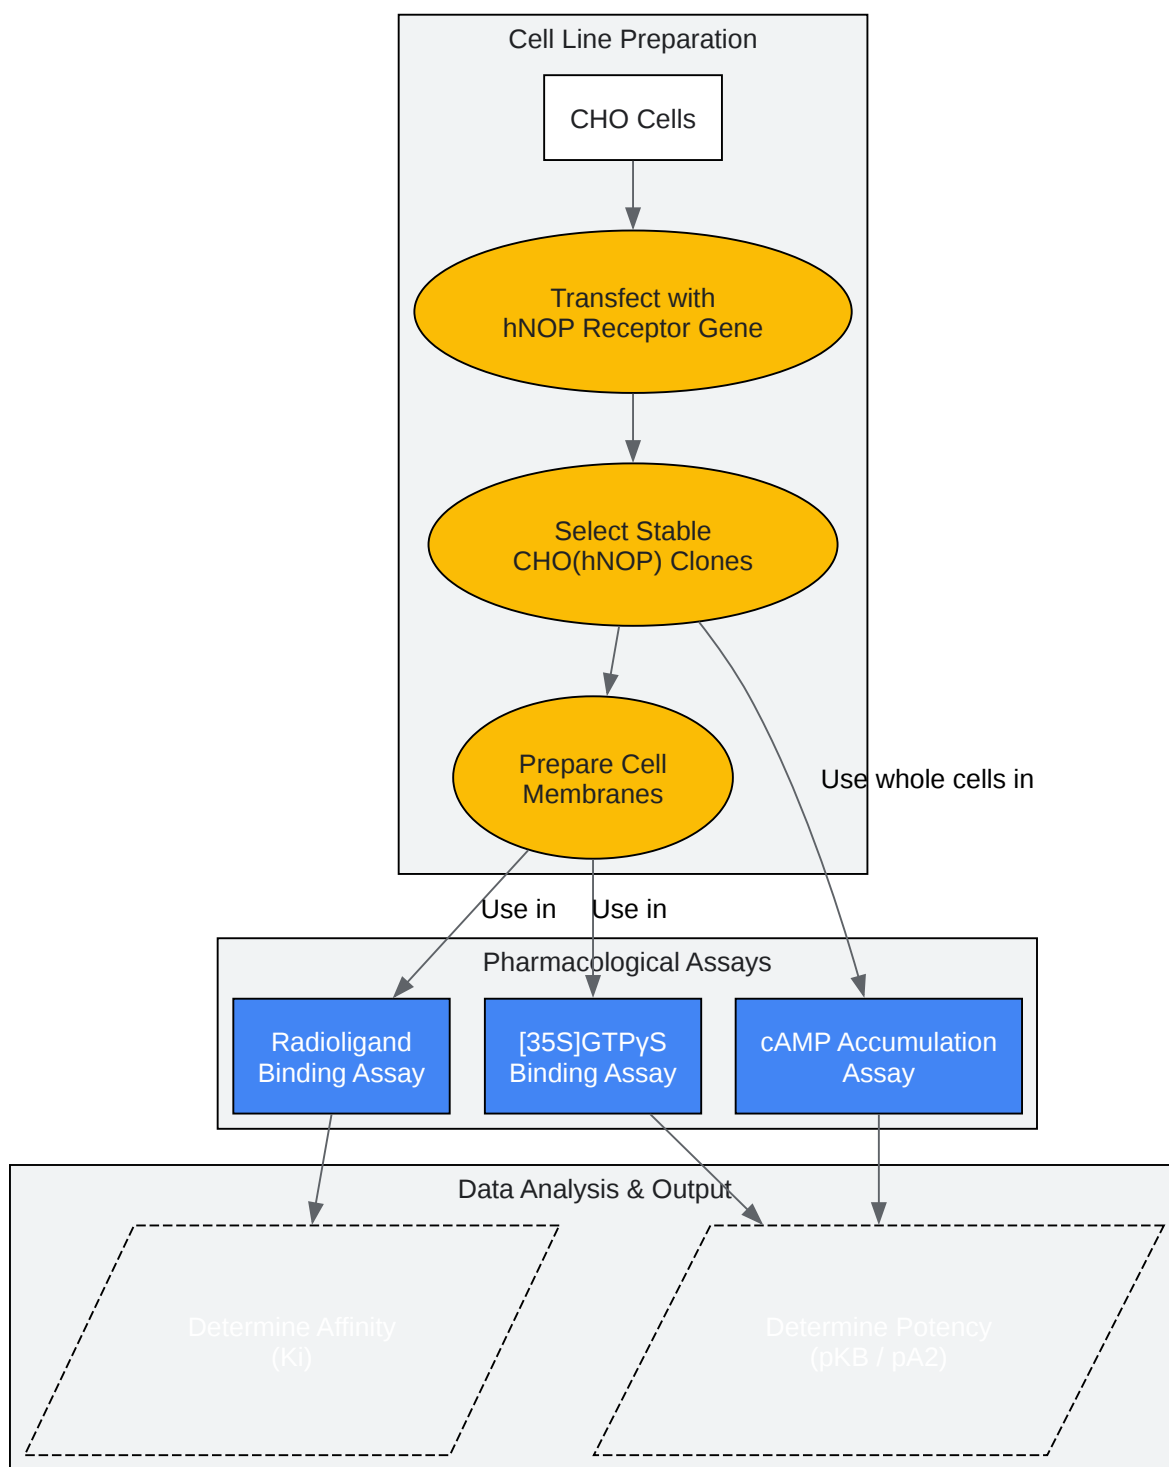 Cell Line Preparation
CHO Cells
Transfect with
hNOP Receptor Gene
Select Stable
CHO(hNOP) Clones
Prepare Cell
Membranes
Use whole cells in
Use in
Use in
Pharmacological Assays
Radioligand
Binding Assay
[35S]GTPγS
Binding Assay
cAMP Accumulation
Assay
Data Analysis & Output
Determine Affinity
(Ki)
Determine Potency
(pKB / pA2)